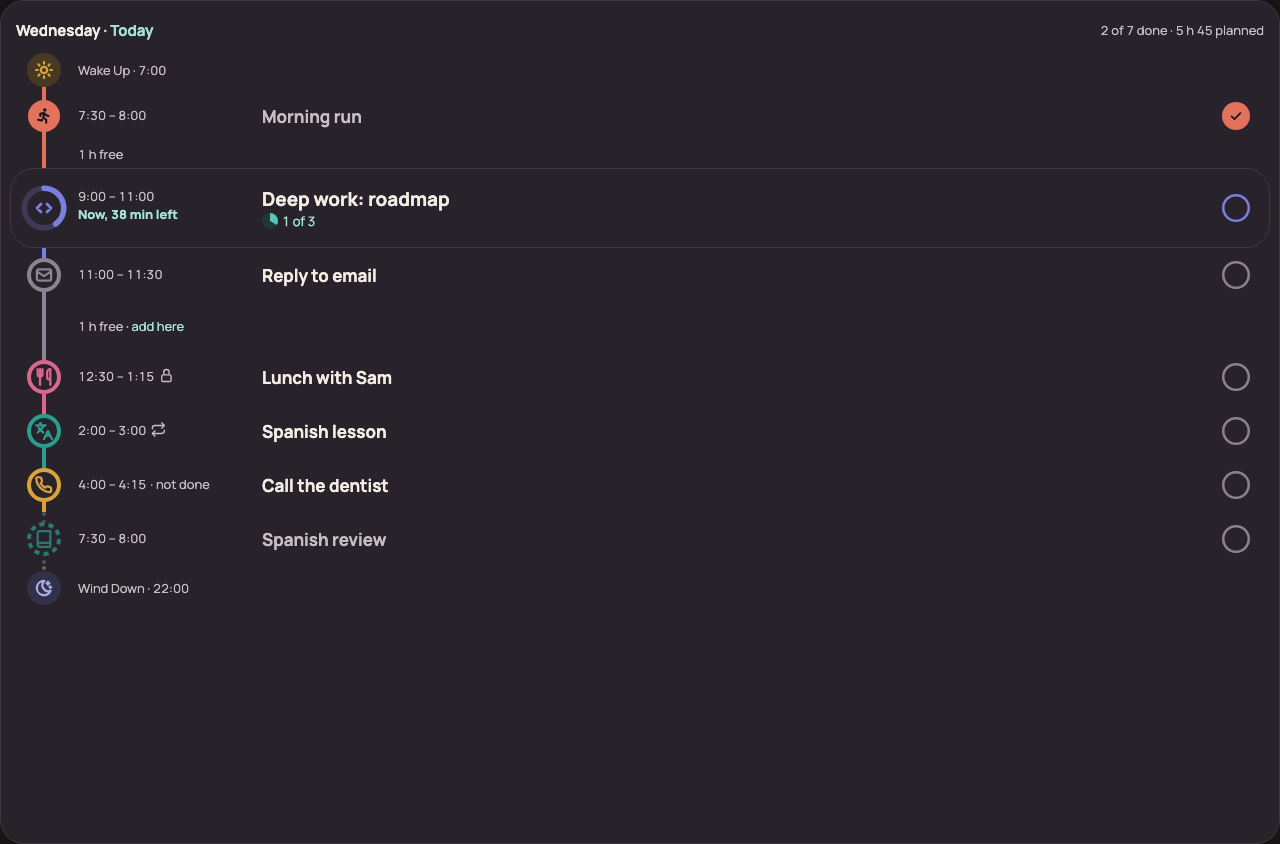 Wednesday · Today
2 of 7 done · 5 h 45 planned
Wake Up · 7:00
7:30 – 8:00
Morning run
1 h free
9:00 – 11:00
Deep work: roadmap
Now, 38 min left
1 of 3
11:00 – 11:30
Reply to email
1 h free · add here
12:30 – 1:15
Lunch with Sam
2:00 – 3:00
Spanish lesson
4:00 – 4:15 · not done
Call the dentist
7:30 – 8:00
Spanish review
Wind Down · 22:00